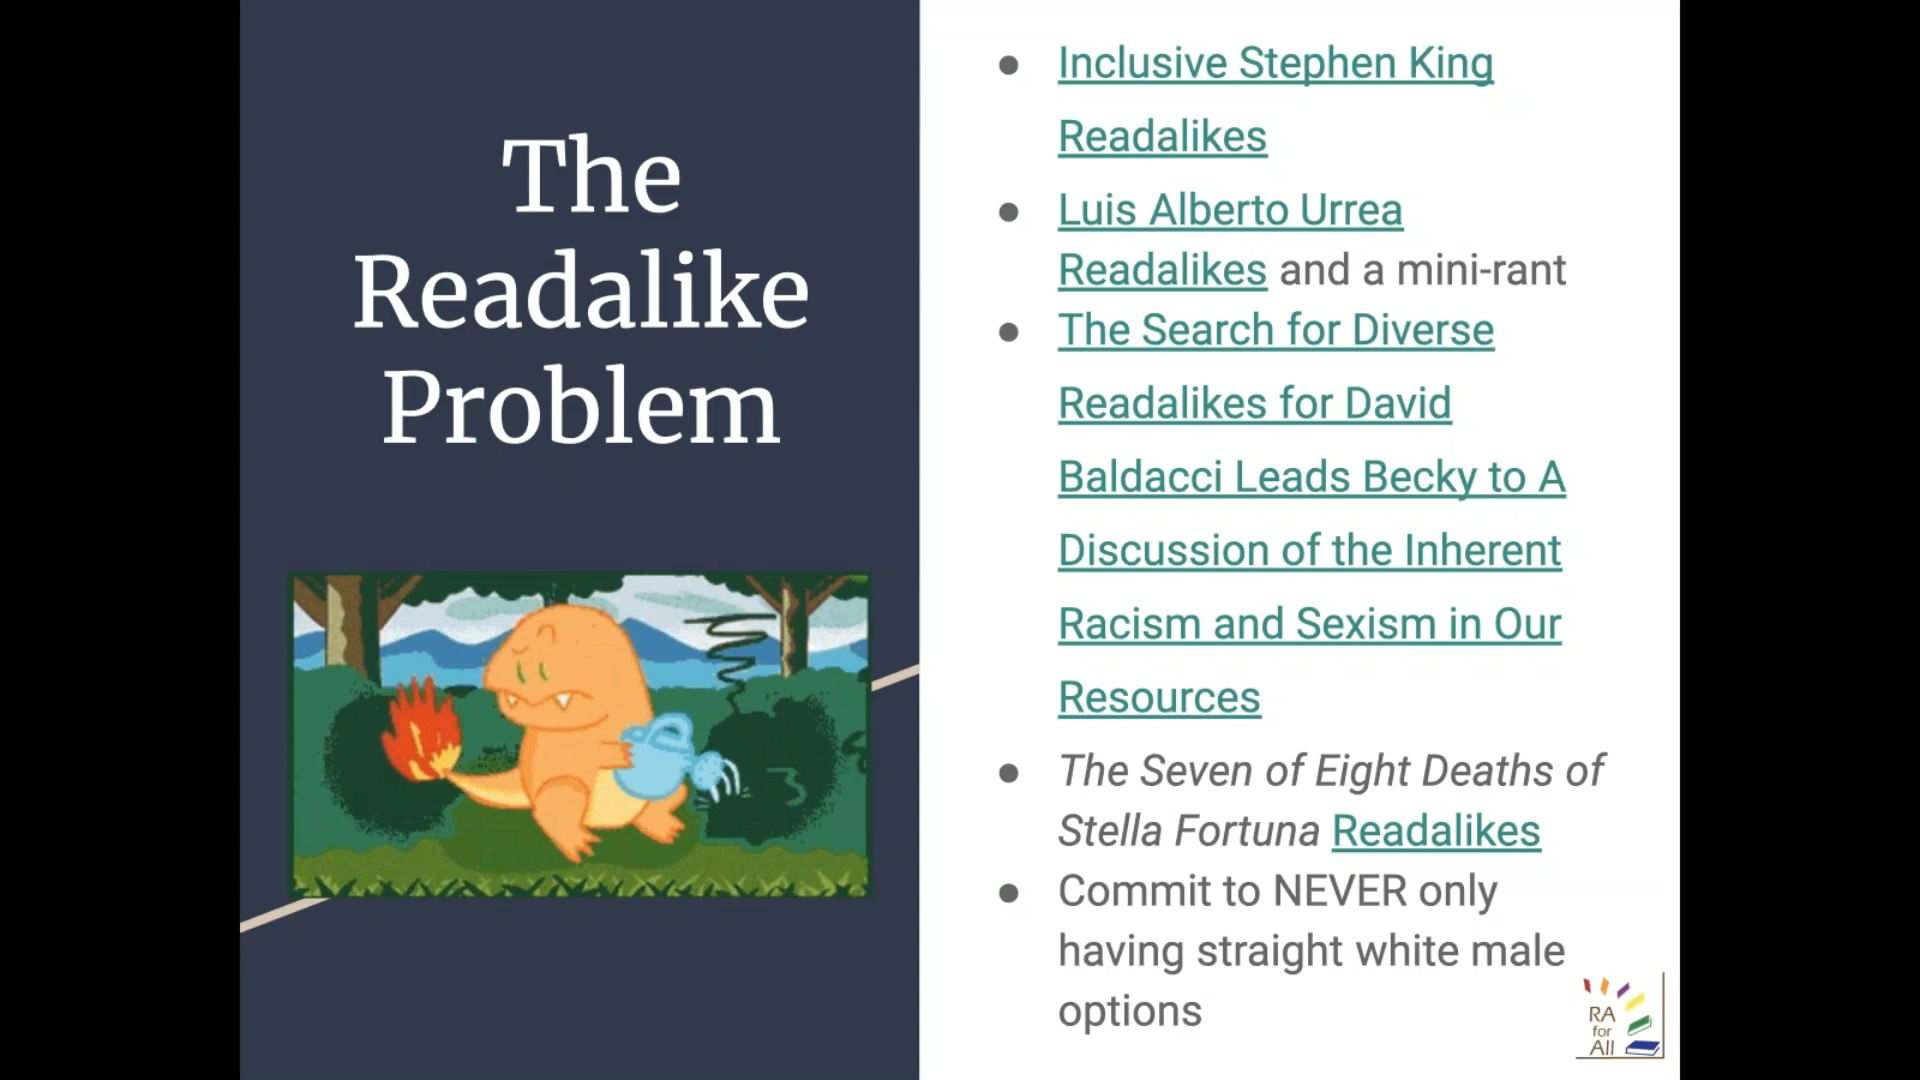 The
Readalike
Problem
Inclusive Stephen King
Readalikes
Luis Alberto Urrea
Readalikes and a mini-rant
The Search for Diverse
Readalikes for David
Baldacci Leads Becky to A
Discussion of the Inherent
Racism and Sexism in Our
Resources
The Seven of Eight Deaths of
Stella Fortuna Readalikes
Commit to NEVER only
having straight white male
options
RA
for
All